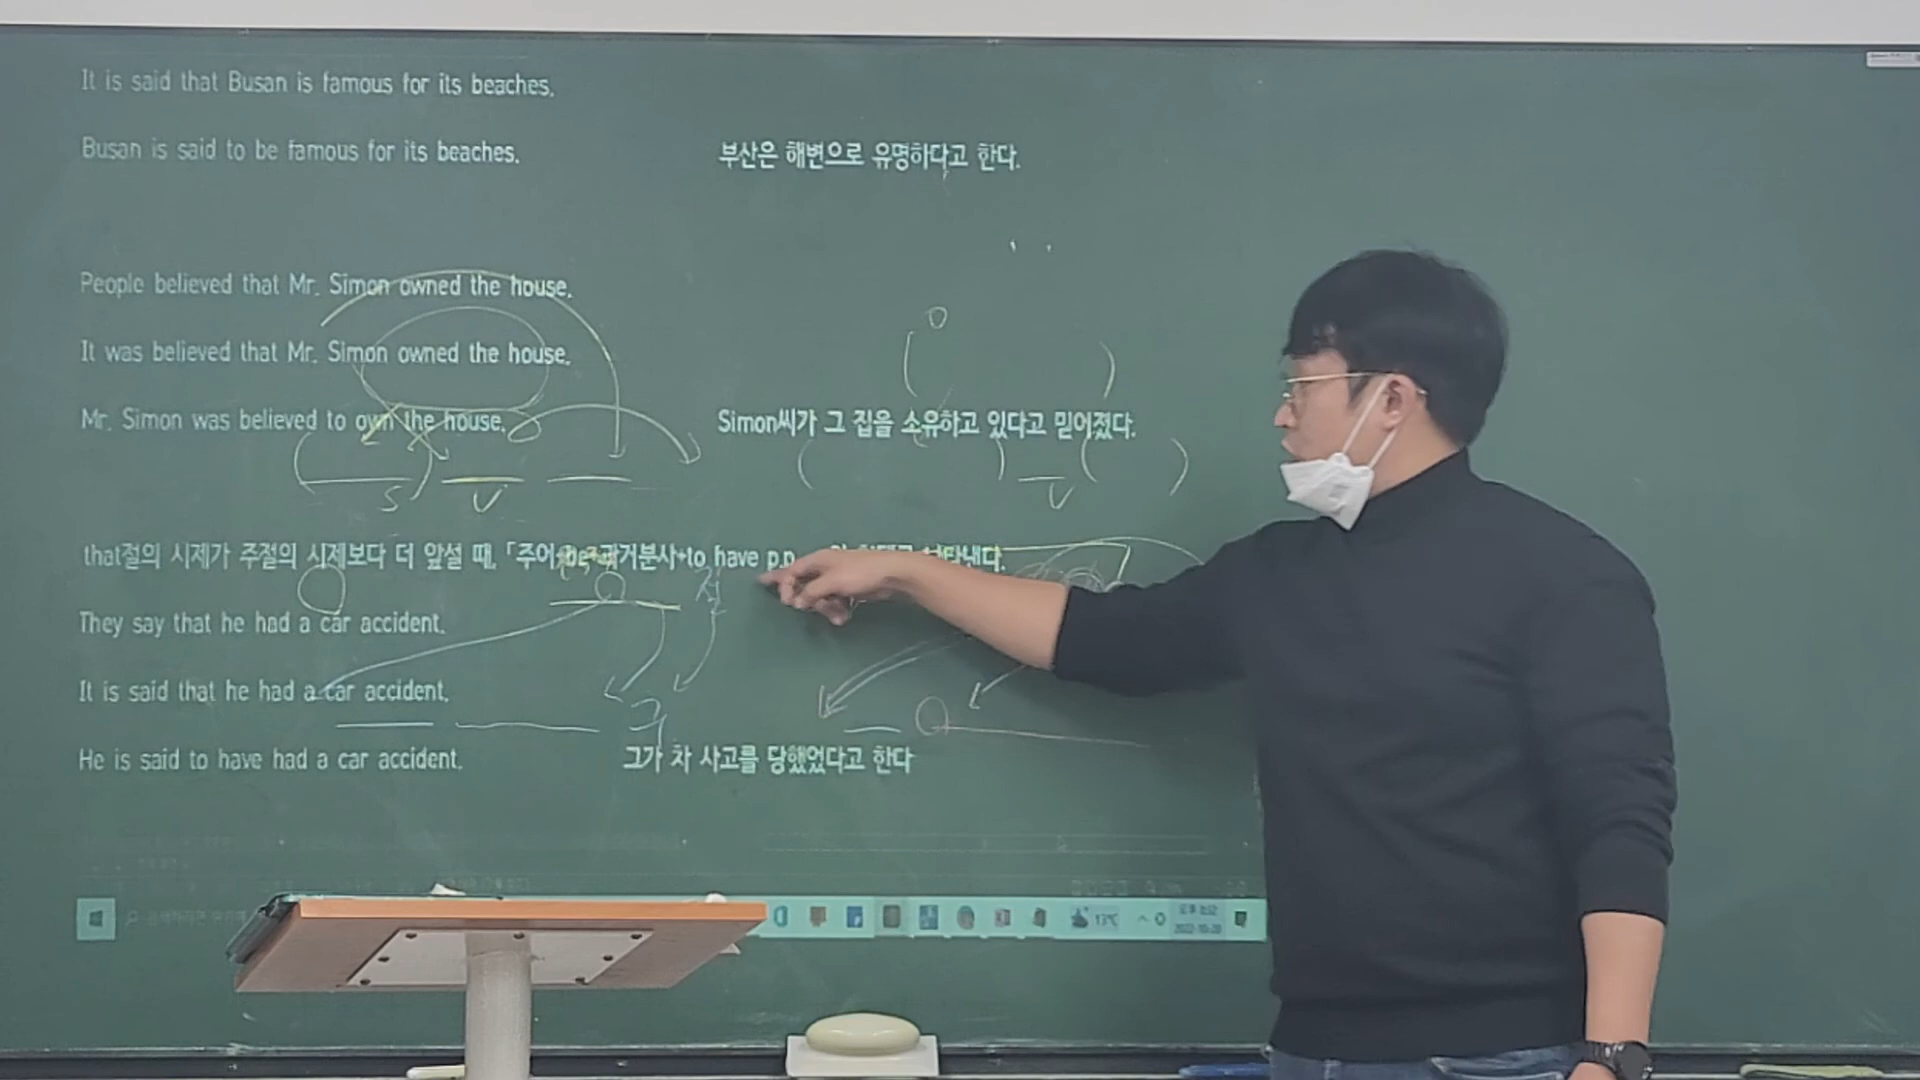 It is said that Busan is famous for its beaches.
Busan is said to be famous for its beaches.
부산은 해변으로 유명하다고 한다.
People believed that Mr. Simon owned the house.
It was believed that Mr. Simon owned the house.
O
Mr. Simon was believed to own the house.
Simon씨가 그 집을 소유하고 있다고 믿어졌다.
S V
V
that절의 시제가 주절의 시제보다 더 앞설 때, 「주어+be+과거분사+to have p.p.
They say that he had a car accident.
It is said that he had a car accident.
He is said to have had a car accident.
그가 차 사고를 당했었다고 한다
13°C
2022-10-20